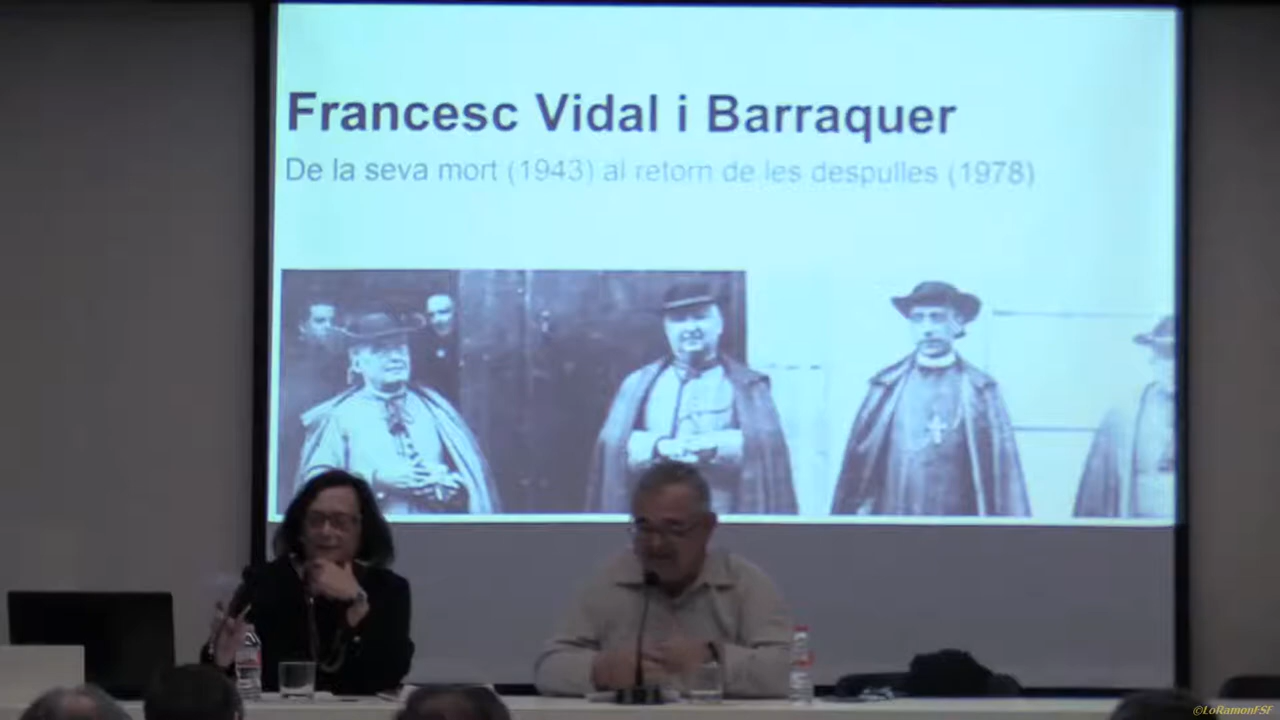 Francesc Vidal i Barraquer
De la seva mort (1943) al retorn de les despulles (1978)
©LoRamonFSF